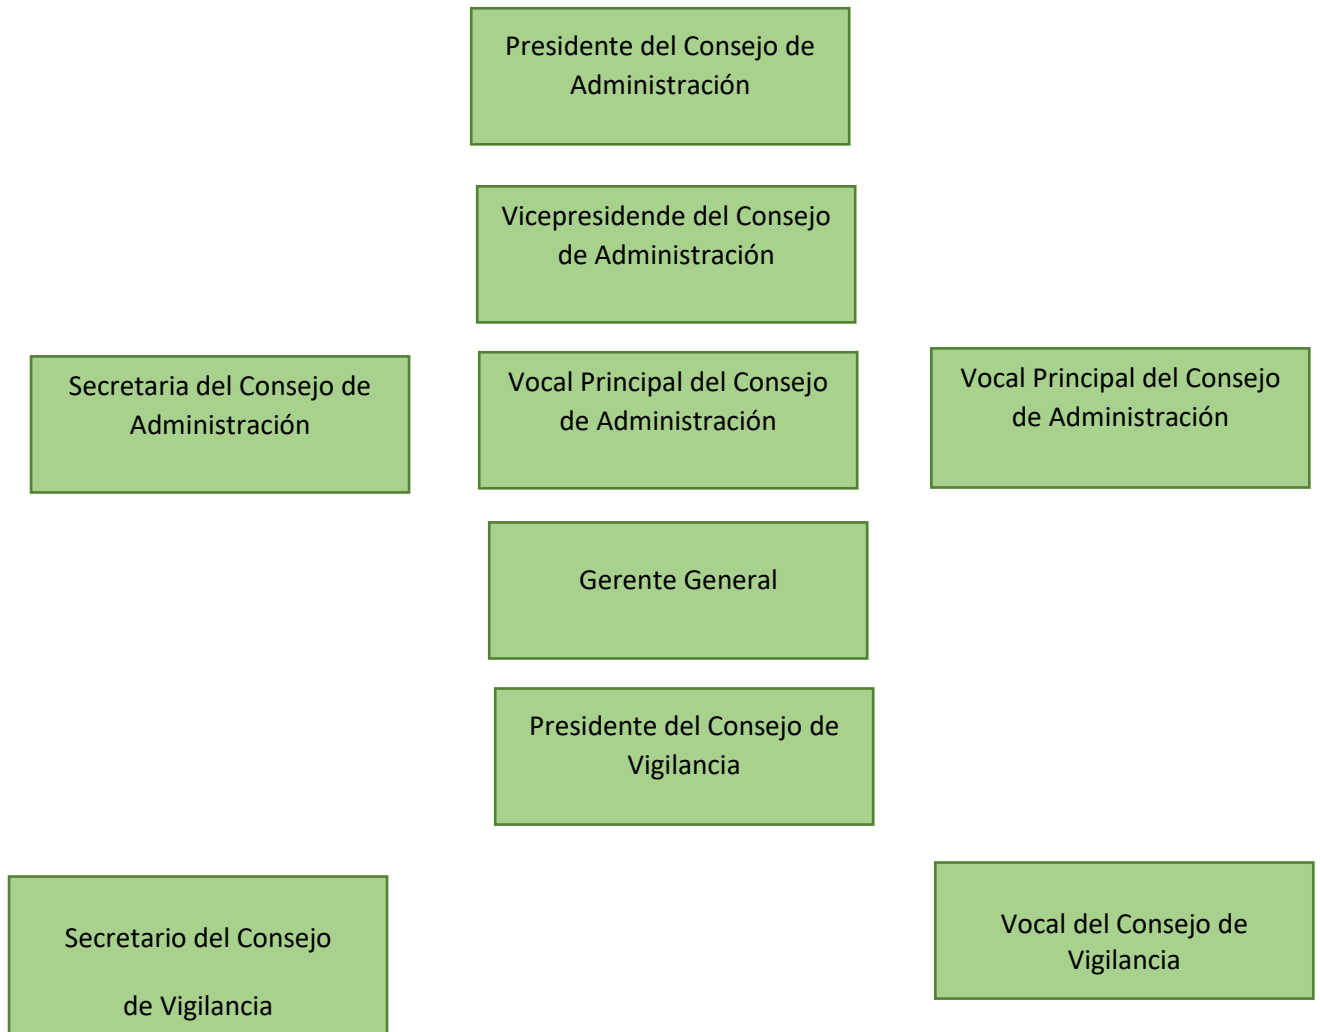 Presidente del Consejo de
Administración
Vicepresidende del Consejo
de Administración
Secretaria del Consejo de
Administración
Vocal Principal del Consejo
de Administración
Vocal Principal del Consejo
de Administración
Gerente General
Presidente del Consejo de
Vigilancia
Secretario del Consejo
de Vigilancia
Vocal del Consejo de
Vigilancia